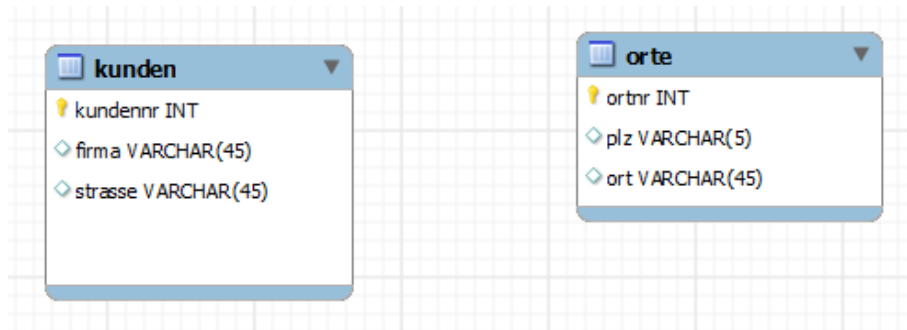 kunden
kundennr INT
firma VARCHAR(45)
strasse VARCHAR(45)
orte
ortnr INT
plz VARCHAR(5)
ort VARCHAR(45)